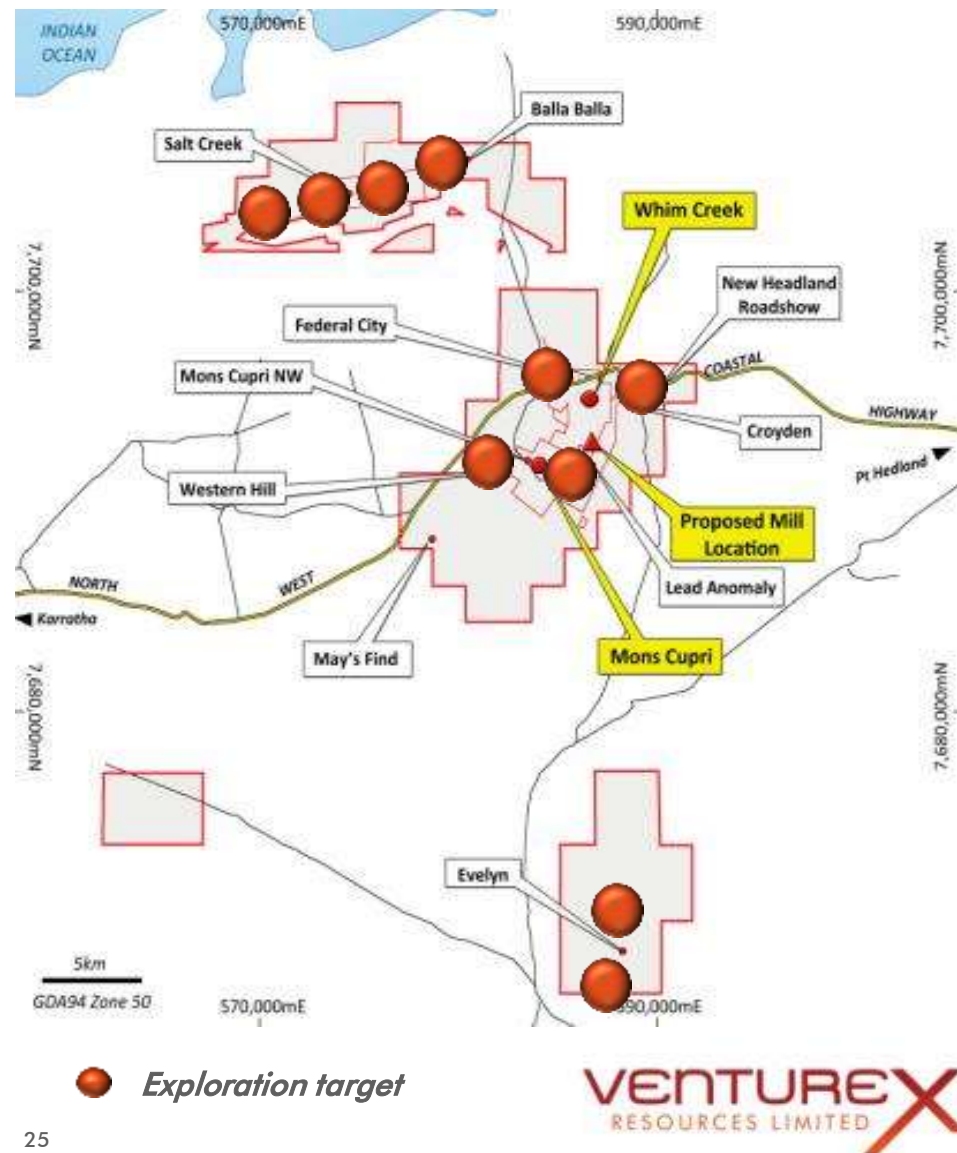 INDIAN
OCEAN
570,000mE
590,000mE
Balla Balla
Salt Creek
Whim Creek
7,700,000mN
7,700,000mN
New Headland
Roadshow
Federal City
Mons Cupri NW
COASTAL
HIGHWAY
Croyden
Pt Hedland
Western Hill
Proposed Mill
Location
Lead Anomaly
NORTH
WEST
Karratha
May's Find
Mons Cupri
7,680,000mN
7,680,000mN
Evelyn
5km
GDA94 Zone 50
570,000mE
590,000mE
Exploration target
VENTUREX
RESOURCES LIMITED
25